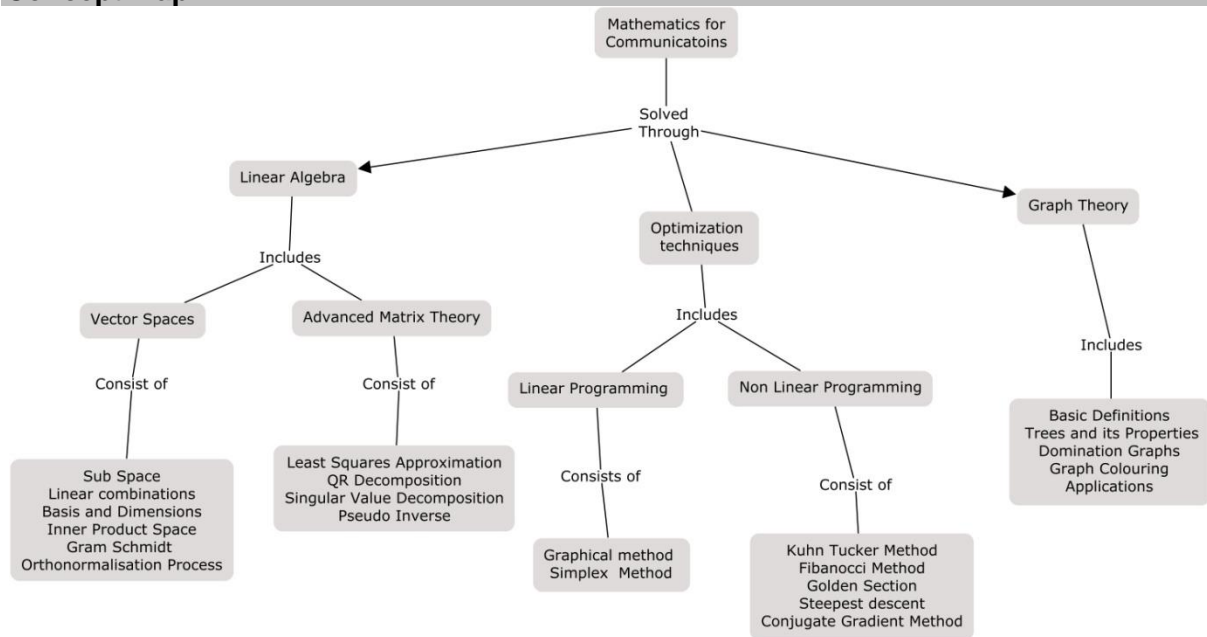 Concept Map
Mathematics for
Communicatoins
Solved
Through
Linear Algebra
Optimization
techniques
Graph Theory
Includes
Includes
Includes
Vector Spaces
Advanced Matrix Theory
Linear Programming
Non Linear Programming
Consist of
Consist of
Consists of
Consist of
Sub Space
Linear combinations
Basis and Dimensions
Inner Product Space
Gram Schmidt
Orthonormalisation Process
Least Squares Approximation
QR Decomposition
Singular Value Decomposition
Pseudo Inverse
Graphical method
Simplex Method
Kuhn Tucker Method
Fibanocci Method
Golden Section
Steepest descent
Conjugate Gradient Method
Basic Definitions
Trees and its Properties
Domination Graphs
Graph Colouring
Applications